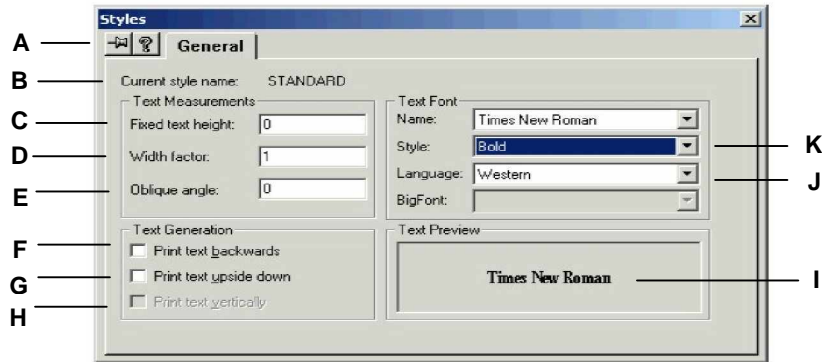 Styles
A
General
B
Current style name: STANDARD
Text Measurements
C
Fixed text height: 0
D
Width factor: 1
E
Oblique angle: 0
Text Font
Name: Times New Roman
Style: Bold
K
Language: Western
J
BigFont:
Text Generation
F
Print text backwards
G
Print text upside down
H
Print text vertically
Text Preview
Times New Roman
I